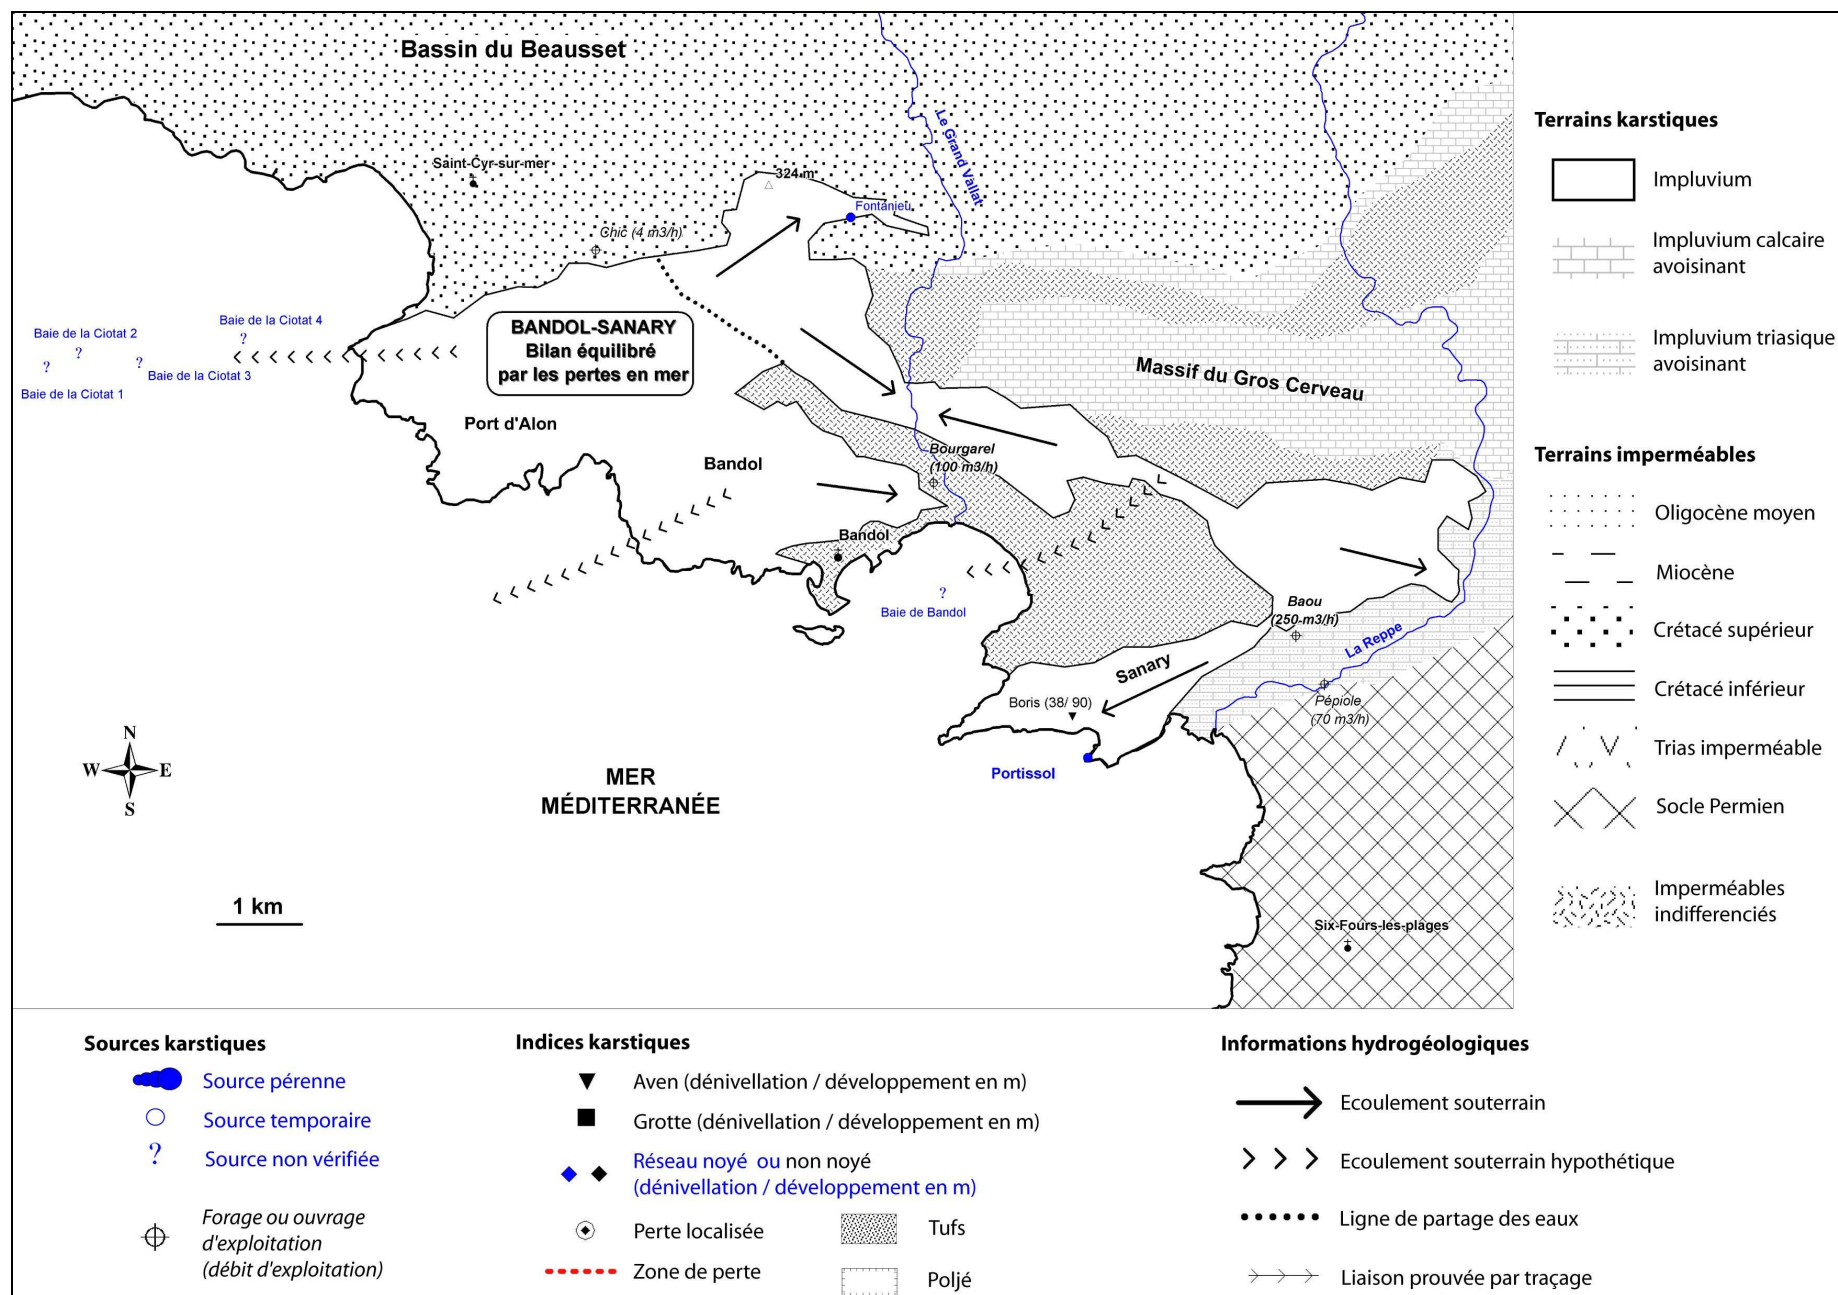 Bassin du Beausset
Le Grand Vallat
Saint-Cyr-sur-mer
324 m
Fontanieu
Chic (4 m3/h)
Baie de la Ciotat 4
Baie de la Ciotat 2
Baie de la Ciotat 3
Baie de la Ciotat 1
BANDOL-SANARY
Bilan équilibré
par les pertes en mer
Massif du Gros Cerveau
Port d'Alon
Bandol
Bourgarel
(100 m3/h)
Bandol
Baie de Bandol
Baou
(250 m3/h)
La Reppe
Sanary
Boris (38/ 90)
Pépiole
(70 m3/h)
Portissol
N
W
E
S
MER
MÉDITERRANÉE
1 km
Six-Fours-les-plages
Terrains karstiques
Impluvium
Impluvium calcaire
avoisinant
Impluvium triasique
avoisinant
Terrains imperméables
Oligocène moyen
Miocène
Crétacé supérieur
Crétacé inférieur
Trias imperméable
Socle Permien
Imperméables
indifferenciés
Sources karstiques
Source pérenne
Source temporaire
? Source non vérifiée
Forage ou ouvrage
d'exploitation
(débit d'exploitation)
Indices karstiques
Aven (dénivellation / développement en m)
Grotte (dénivellation / développement en m)
Réseau noyé ou non noyé
(dénivellation / développement en m)
Perte localisée
Zone de perte
Tufs
Poljé
Informations hydrogéologiques
Ecoulement souterrain
Ecoulement souterrain hypothétique
Ligne de partage des eaux
Liaison prouvée par traçage